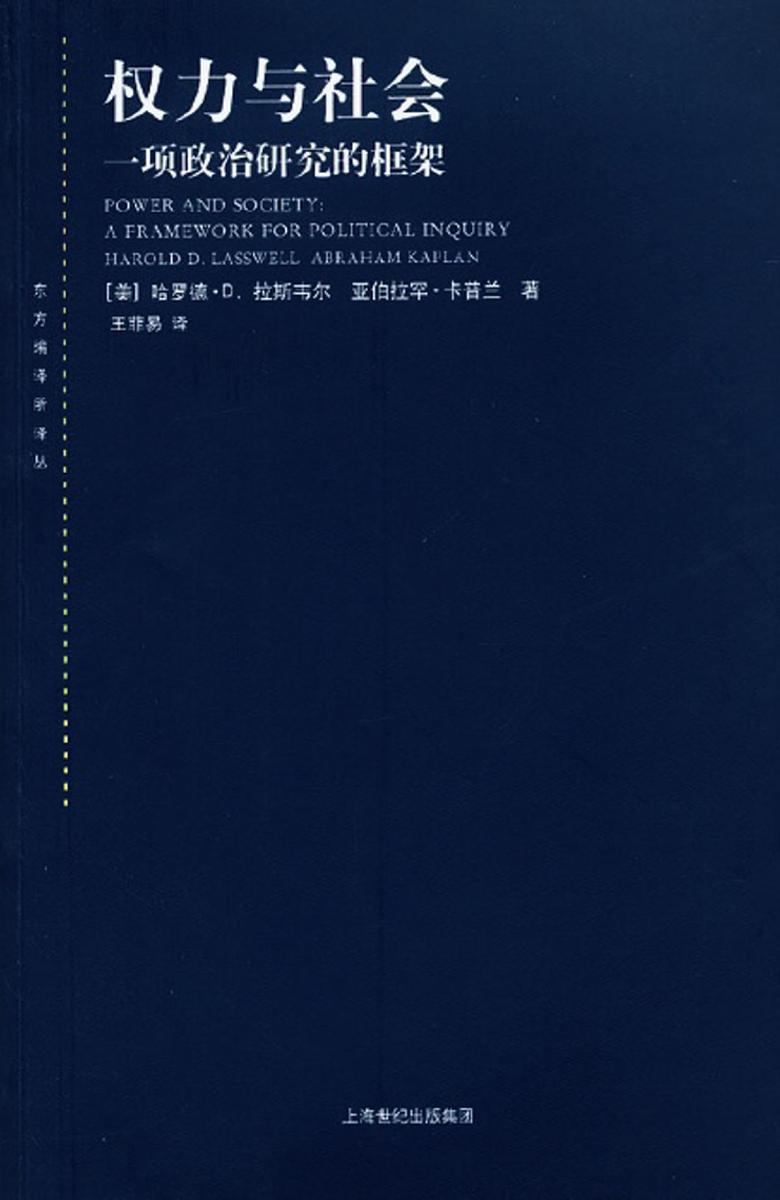 权力与社会
一项政治研究的框架
POWER AND SOCIETY:
A FRAMEWORK FOR POLITICAL INQUIRY
HAROLD D. LASSWELL ABRAHAM KAPLAN
[美] 哈罗德·D. 拉斯韦尔 亚伯拉罕·卡普兰 著
王菲易 译
东方编译所译丛
上海世纪出版集团